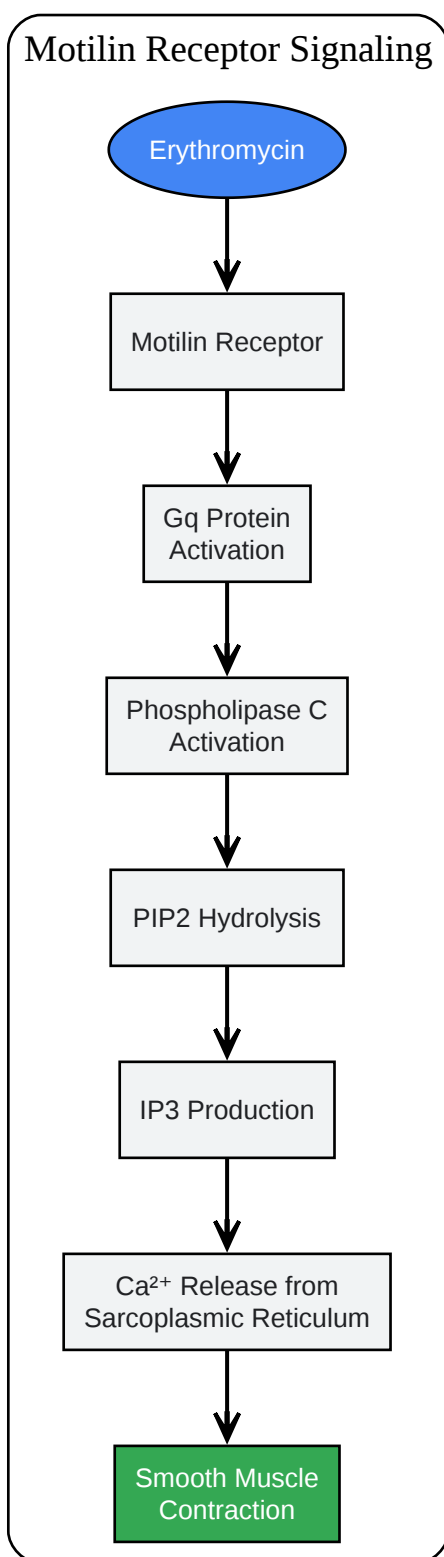 Motilin Receptor Signaling
Erythromycin
Motilin Receptor
Gq Protein
Activation
Phospholipase C
Activation
PIP2 Hydrolysis
IP3 Production
Ca²⁺ Release from
Sarcoplasmic Reticulum
Smooth Muscle
Contraction